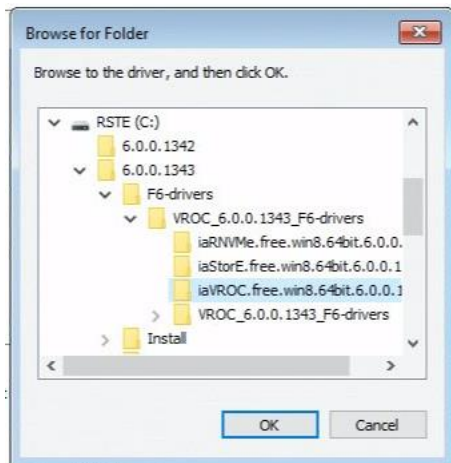 Browse for Folder
Browse to the driver, and then click OK.
RSTE (C:)
6.0.0.1342
6.0.0.1343
F6-drivers
VROC_6.0.0.1343_F6-drivers
iaRNVMe.free.win8.64bit.6.0.0.
iaStorE.free.win8.64bit.6.0.0.1
iaVROC.free.win8.64bit.6.0.0.1
VROC_6.0.0.1343_F6-drivers
Install
OK
Cancel